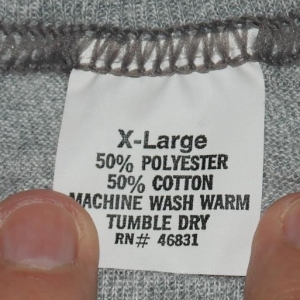 X-Large
50% POLYESTER
50% COTTON
MACHINE WASH WARM
TUMBLE DRY
RN# 46831